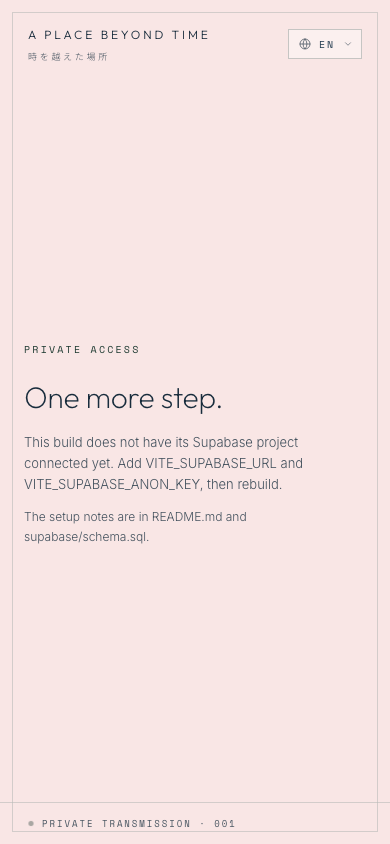 A PLACE BEYOND TIME
時を越えた場所
EN
PRIVATE ACCESS
One more step.
This build does not have its Supabase project
connected yet. Add VITE_SUPABASE_URL and
VITE_SUPABASE_ANON_KEY, then rebuild.
The setup notes are in README.md and
supabase/schema.sql.
PRIVATE TRANSMISSION · 001